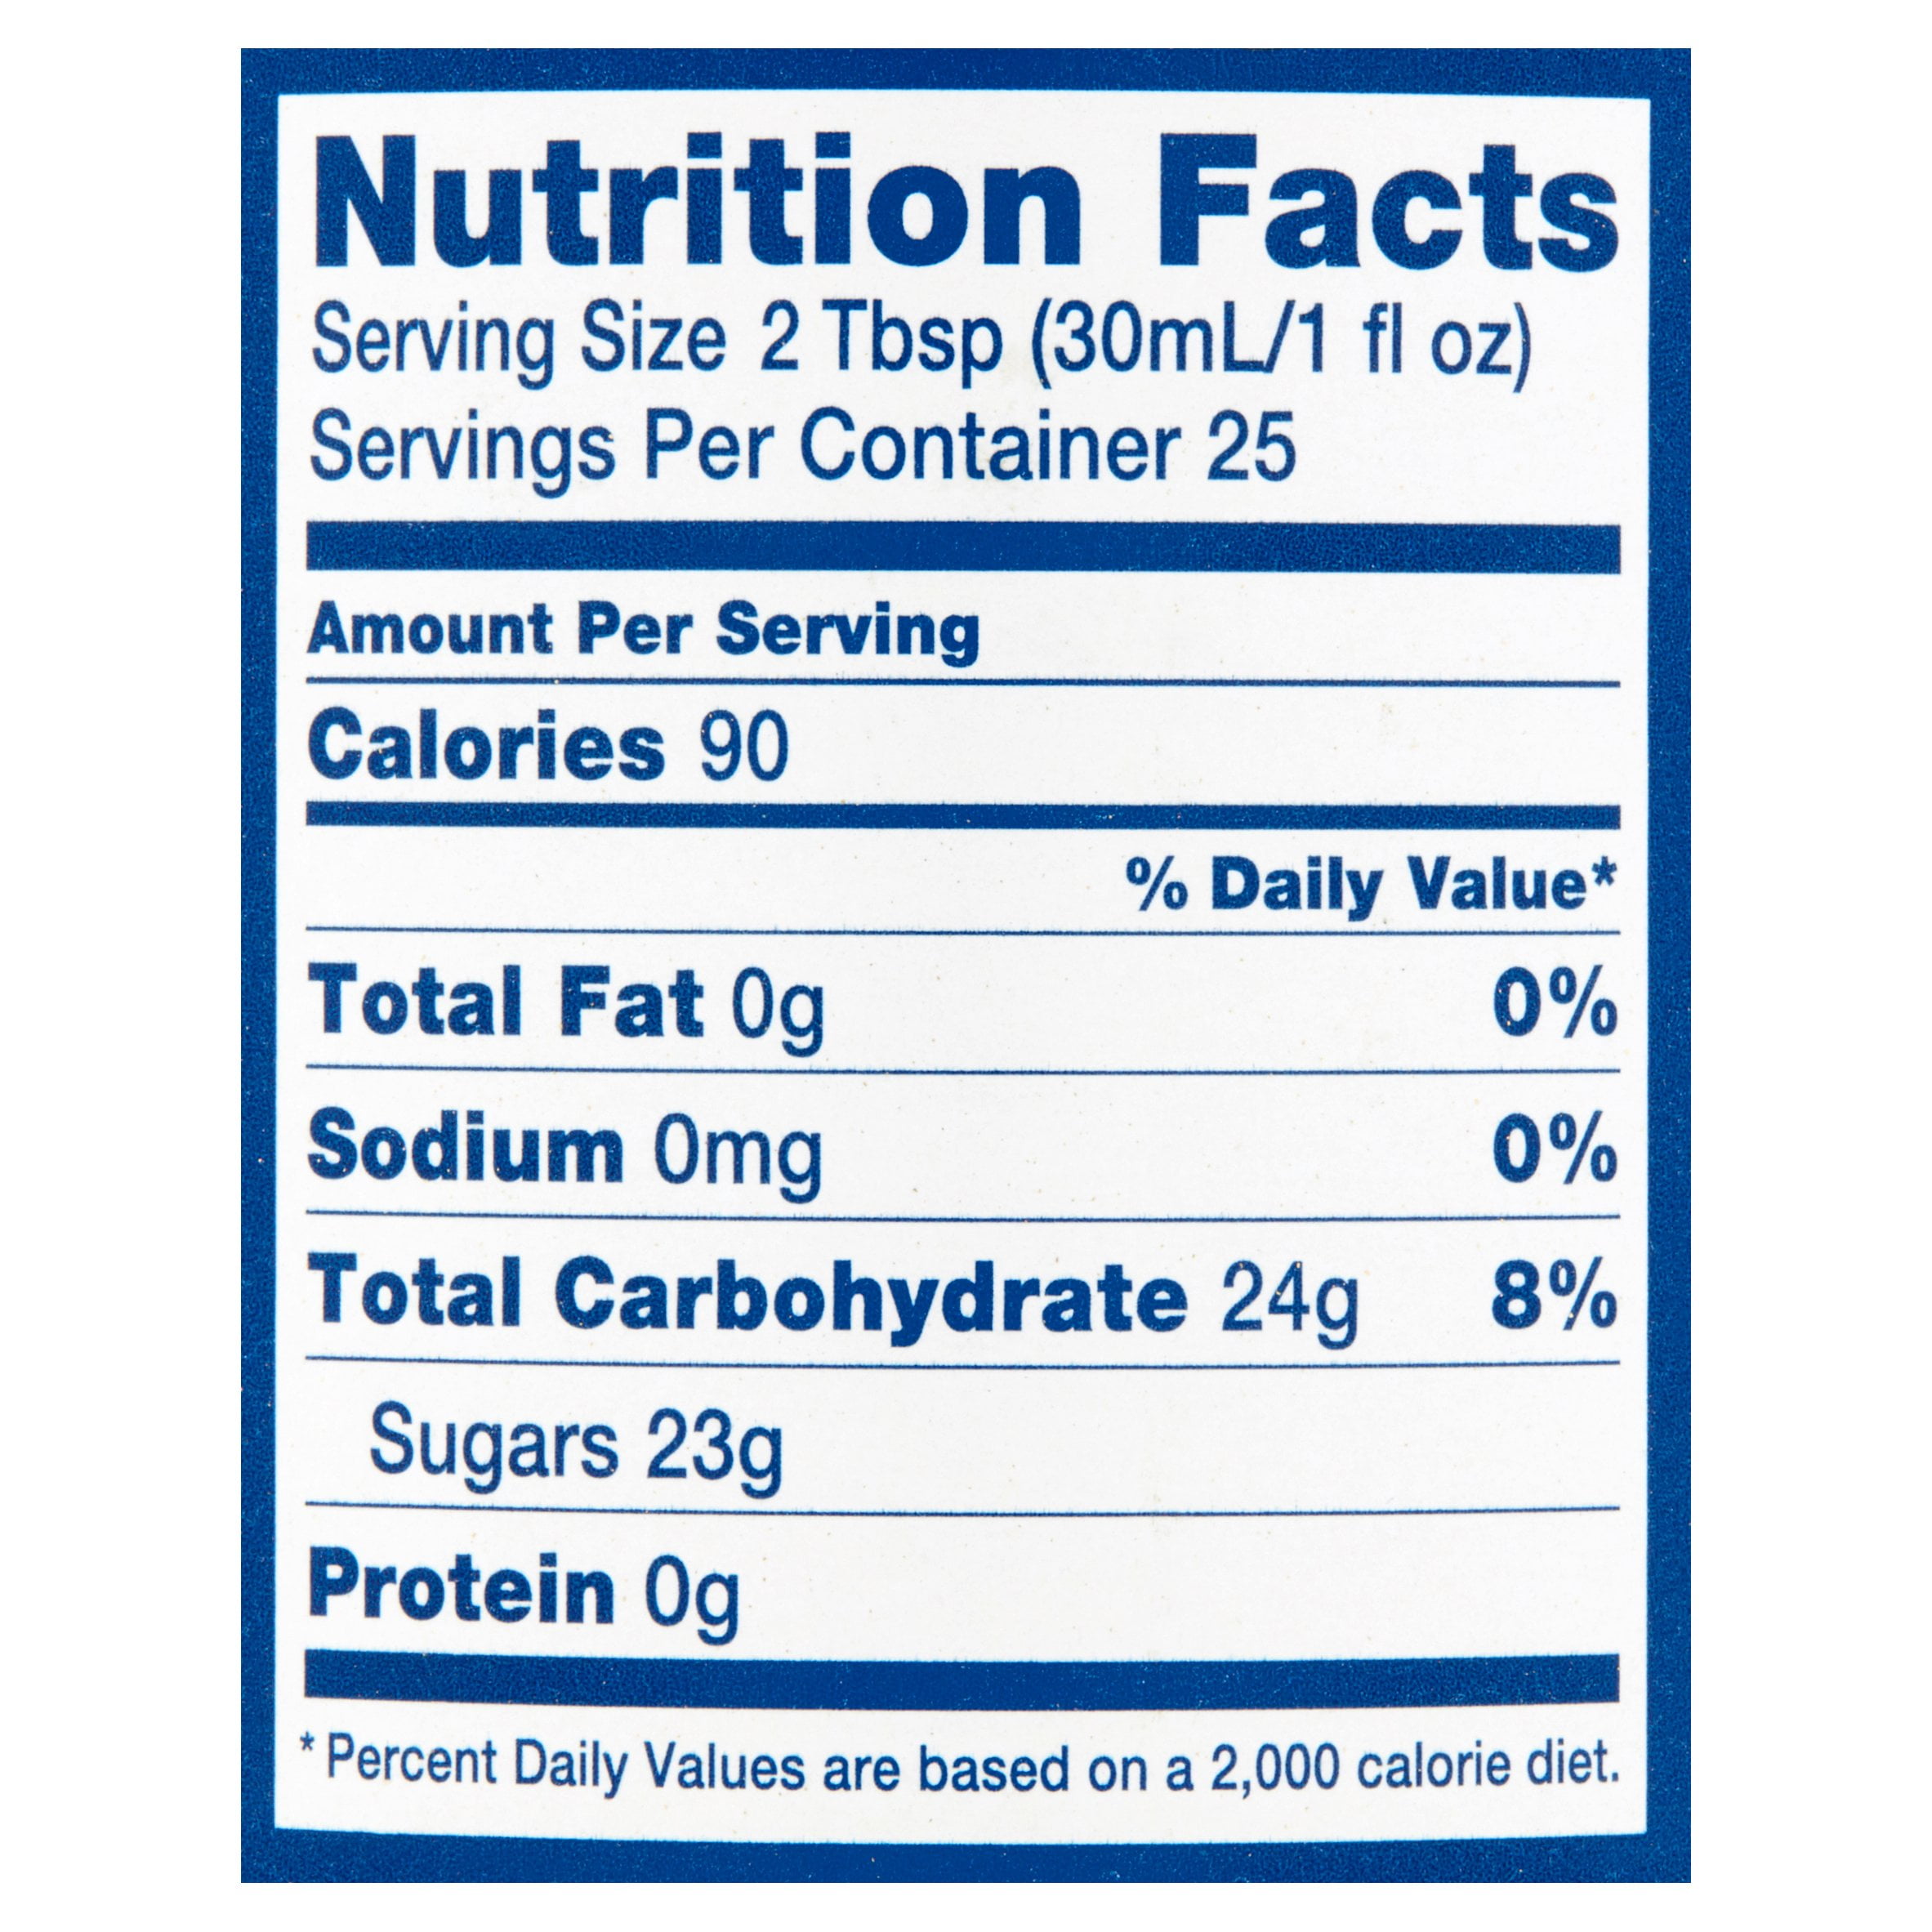 Nutrition Facts
Serving Size 2 Tbsp (30mL/1 fl oz)
Servings Per Container 25
Amount Per Serving
Calories 90
% Daily Value*
Total Fat 0g 0%
Sodium 0mg 0%
Total Carbohydrate 24g 8%
Sugars 23g
Protein 0g
* Percent Daily Values are based on a 2,000 calorie diet.